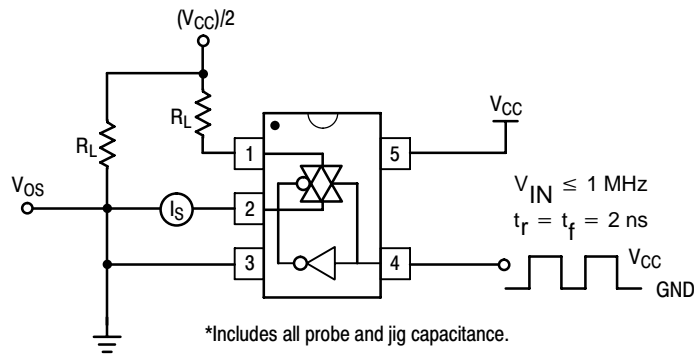 (VCC)/2
RL
RL
VCC
1
5
VOS
IS
2
VIN ≤ 1 MHz
tr = tf = 2 ns
3
4
VCC
GND
*Includes all probe and jig capacitance.